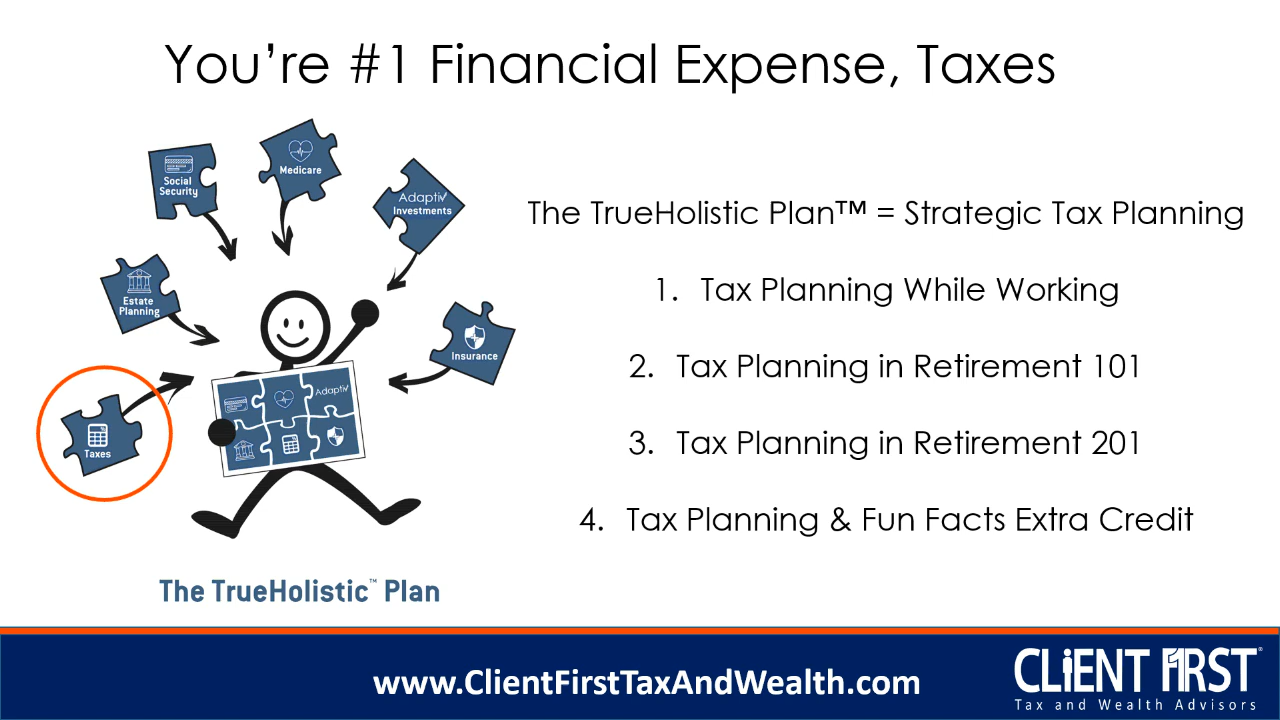 You're #1 Financial Expense, Taxes
Social
Security
Medicare
Adaptiv
Investments
Estate
Planning
Insurance
Taxes
Adaptiv
The TrueHolistic™ Plan
The TrueHolistic Plan™ = Strategic Tax Planning
1. Tax Planning While Working
2. Tax Planning in Retirement 101
3. Tax Planning in Retirement 201
4. Tax Planning & Fun Facts Extra Credit
www.ClientFirstTaxAndWealth.com
CLiENT FIRST®
Tax and Wealth Advisors